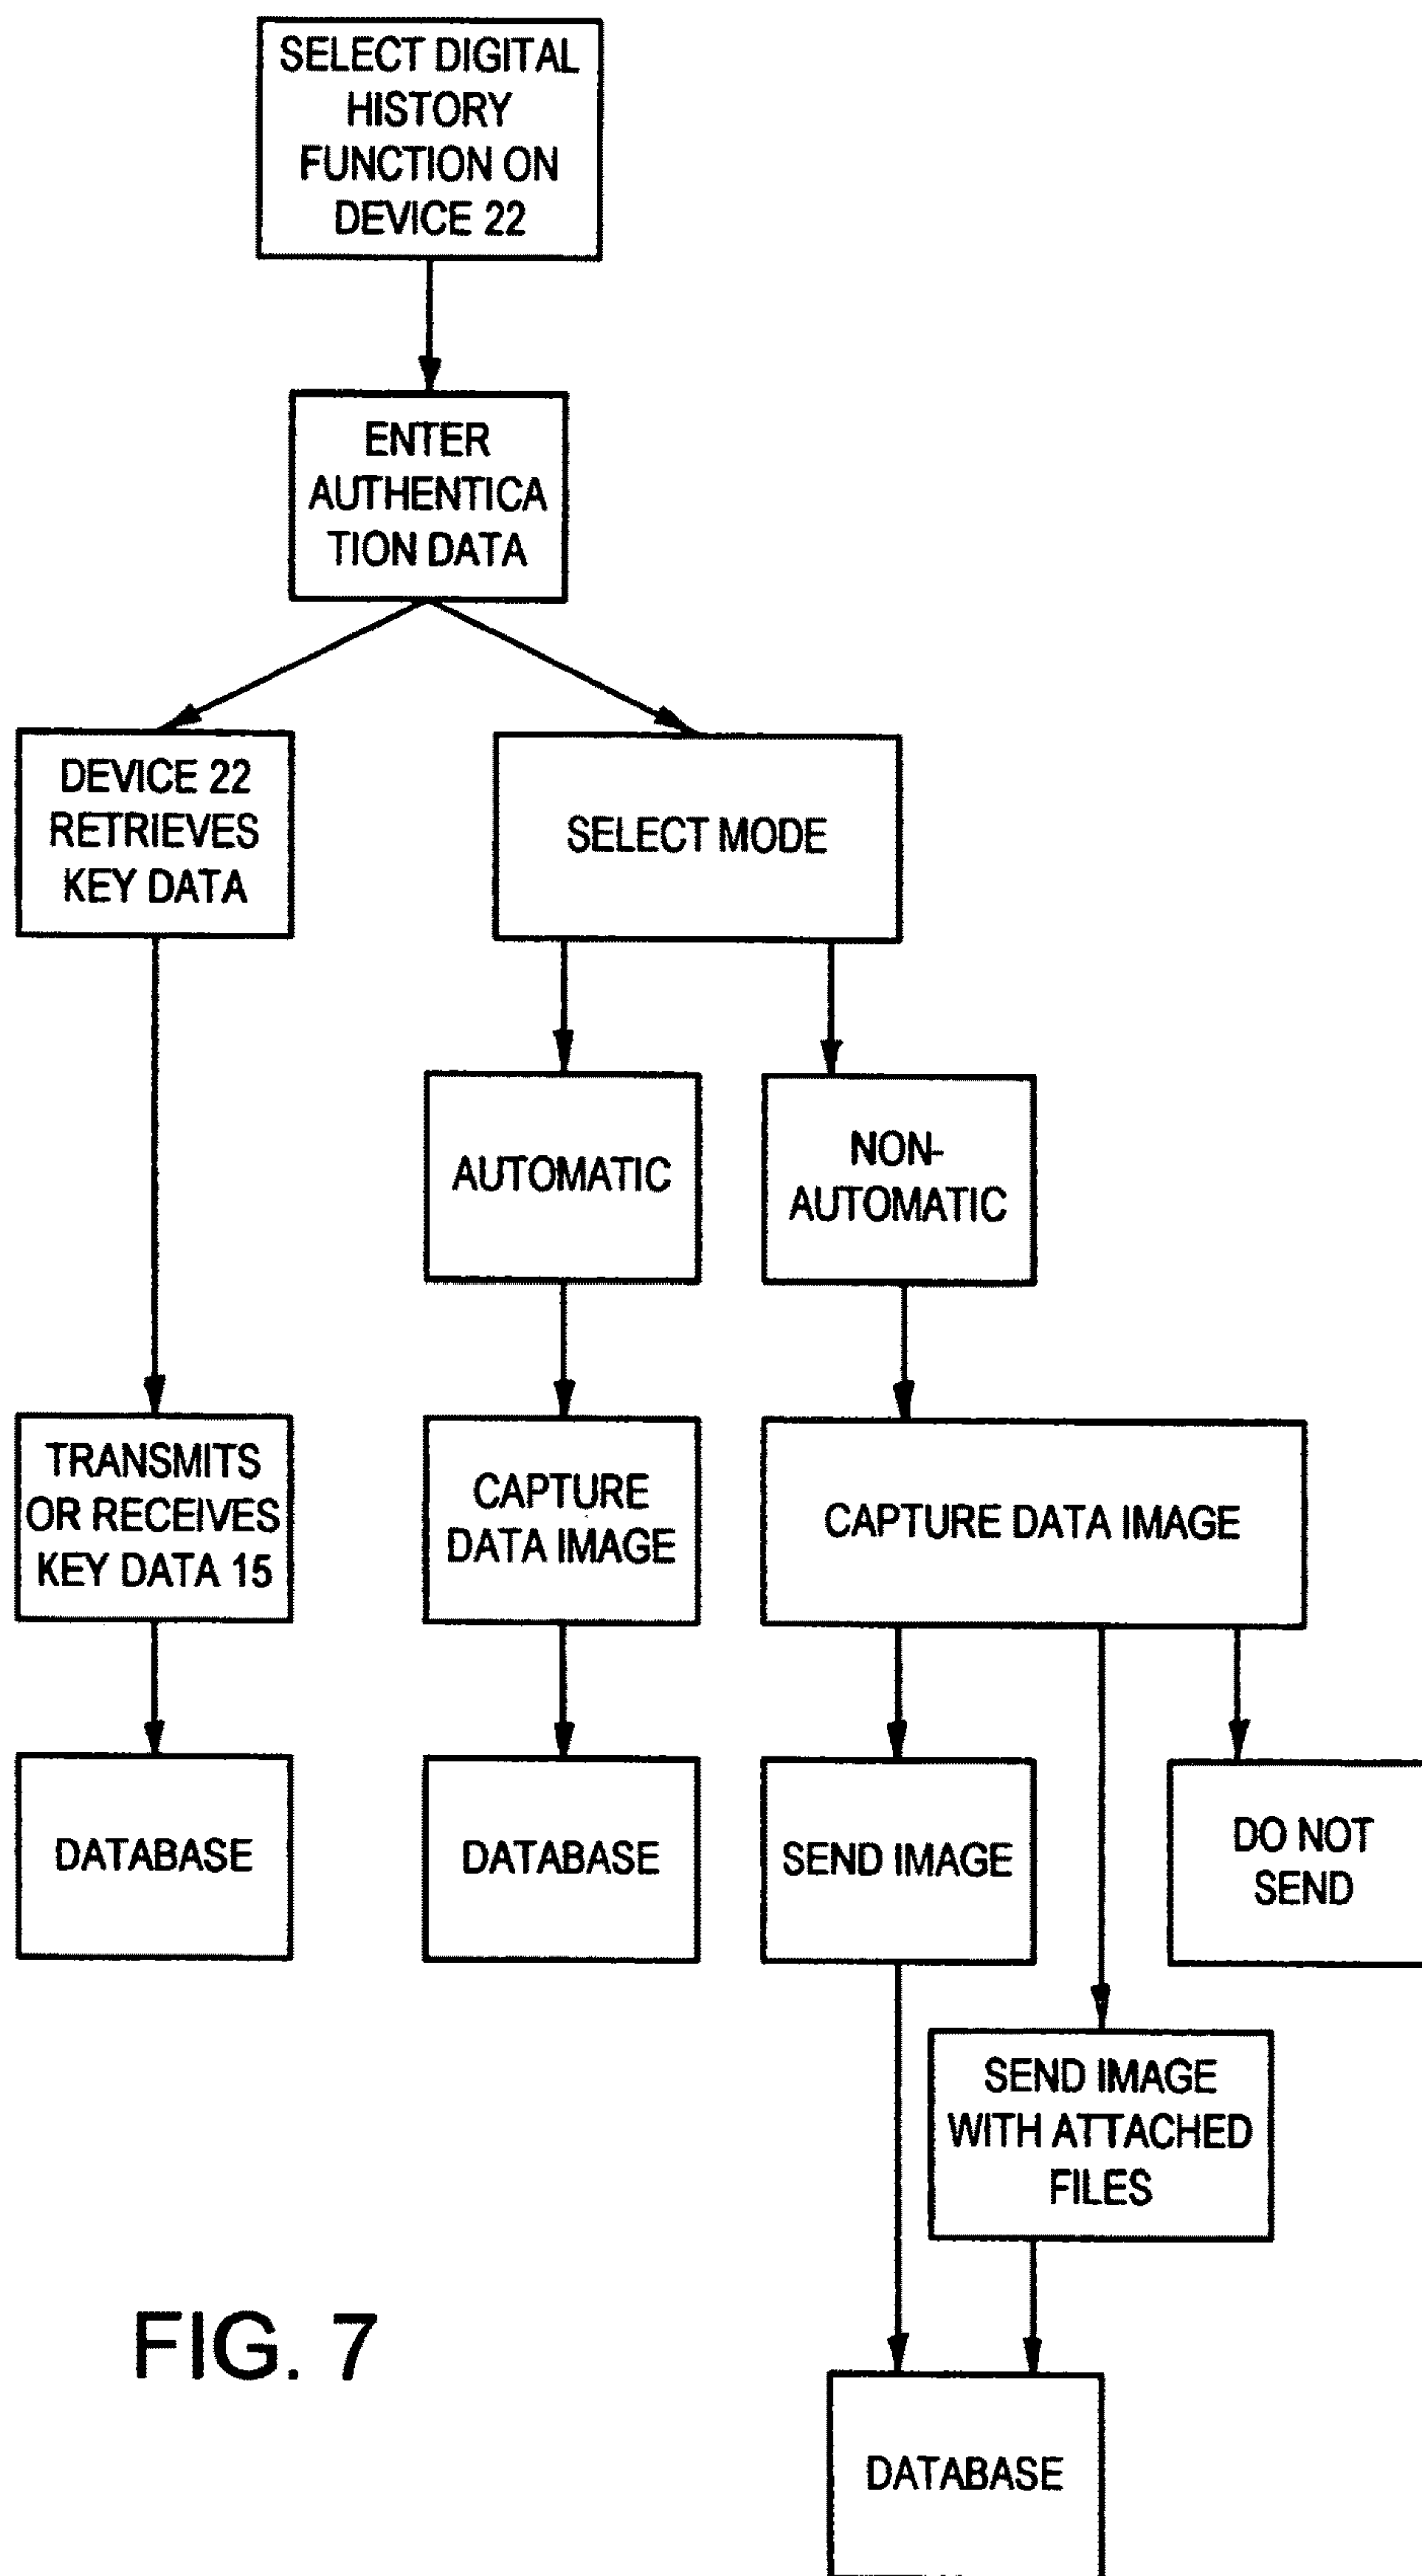 SELECT DIGITAL
HISTORY
FUNCTION ON
DEVICE 22
ENTER
AUTHENTICA
TION DATA
DEVICE 22
RETRIEVES
KEY DATA
SELECT MODE
AUTOMATIC
NON-
AUTOMATIC
TRANSMITS
OR RECEIVES
KEY DATA 15
CAPTURE
DATA IMAGE
CAPTURE DATA IMAGE
DATABASE
DATABASE
SEND IMAGE
DO NOT
SEND
SEND IMAGE
WITH ATTACHED
FILES
FIG. 7
DATABASE